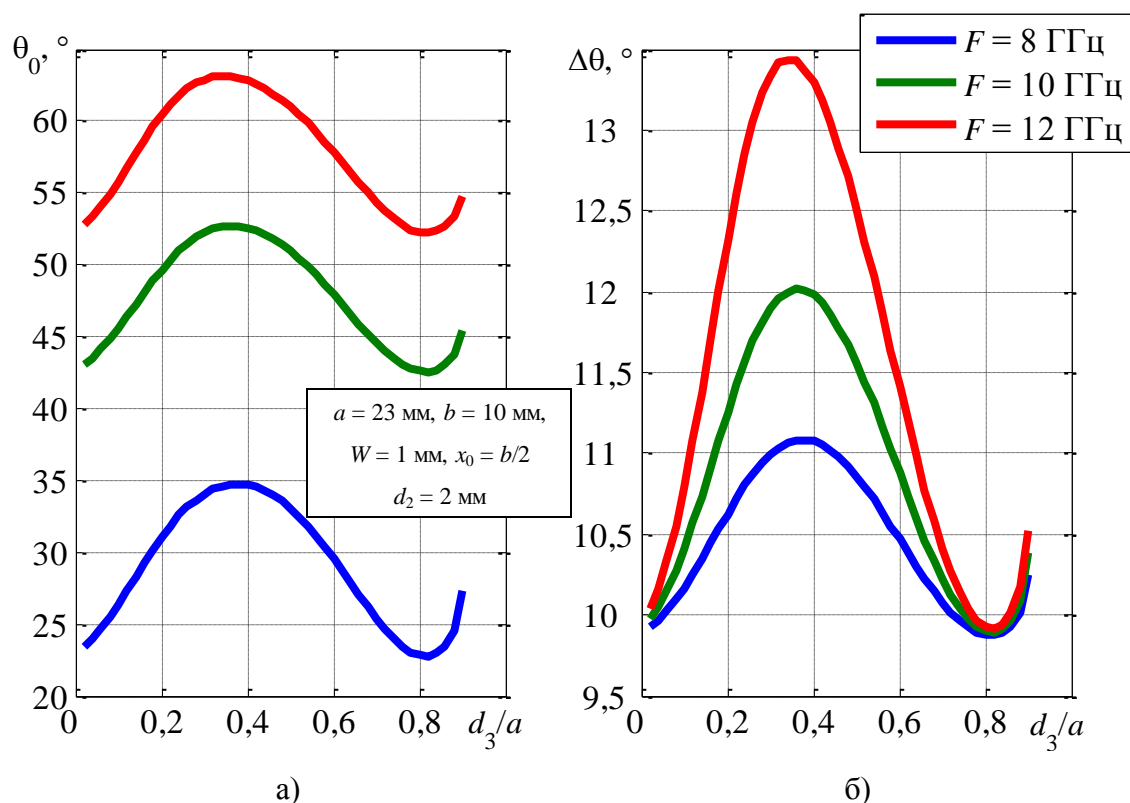 θ₀, °
60
55
50
45
40
35
30
25
20
0 0,2 0,4 0,6 0,8 d₃/a
a = 23 мм, b = 10 мм,
W = 1 мм, x₀ = b/2
d₂ = 2 мм
а)
Δθ, °
13
12,5
12
11,5
11
10,5
10
9,5
0 0,2 0,4 0,6 0,8 d₃/a
F = 8 ГГц
F = 10 ГГц
F = 12 ГГц
б)